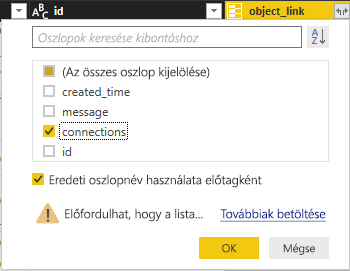 ABC id object_link
Oszlopok keresése kibontáshoz
A Z
(Az összes oszlop kijelölése)
created_time
message
connections
id
Eredeti oszlopnév használata előtagként
Előfordulhat, hogy a lista... Továbbiak betöltése
OK Mégse